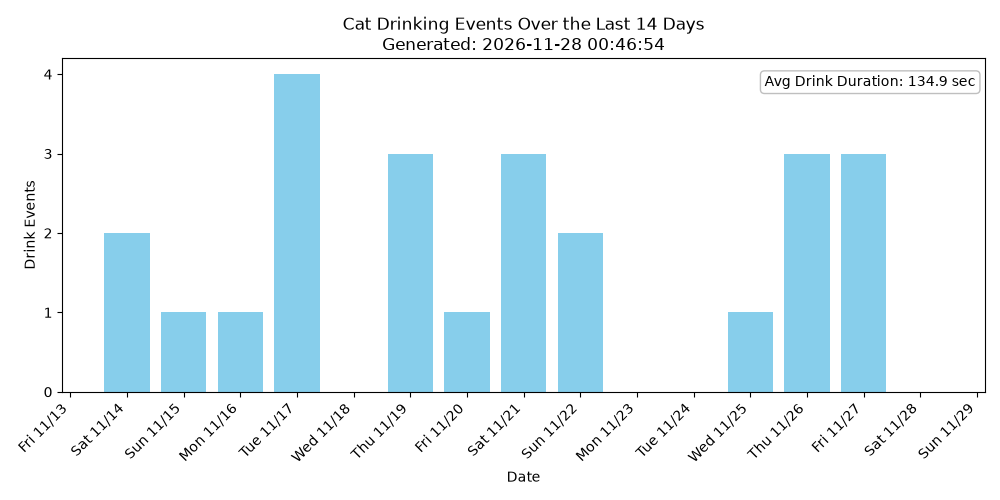 Cat Drinking Events Over the Last 14 Days
Generated: 2026-11-28 00:46:54
Avg Drink Duration: 134.9 sec
Drink Events
4
3
2
1
0
Fri 11/13
Sat 11/14
Sun 11/15
Mon 11/16
Tue 11/17
Wed 11/18
Thu 11/19
Fri 11/20
Sat 11/21
Sun 11/22
Mon 11/23
Tue 11/24
Wed 11/25
Thu 11/26
Fri 11/27
Sat 11/28
Sun 11/29
Date